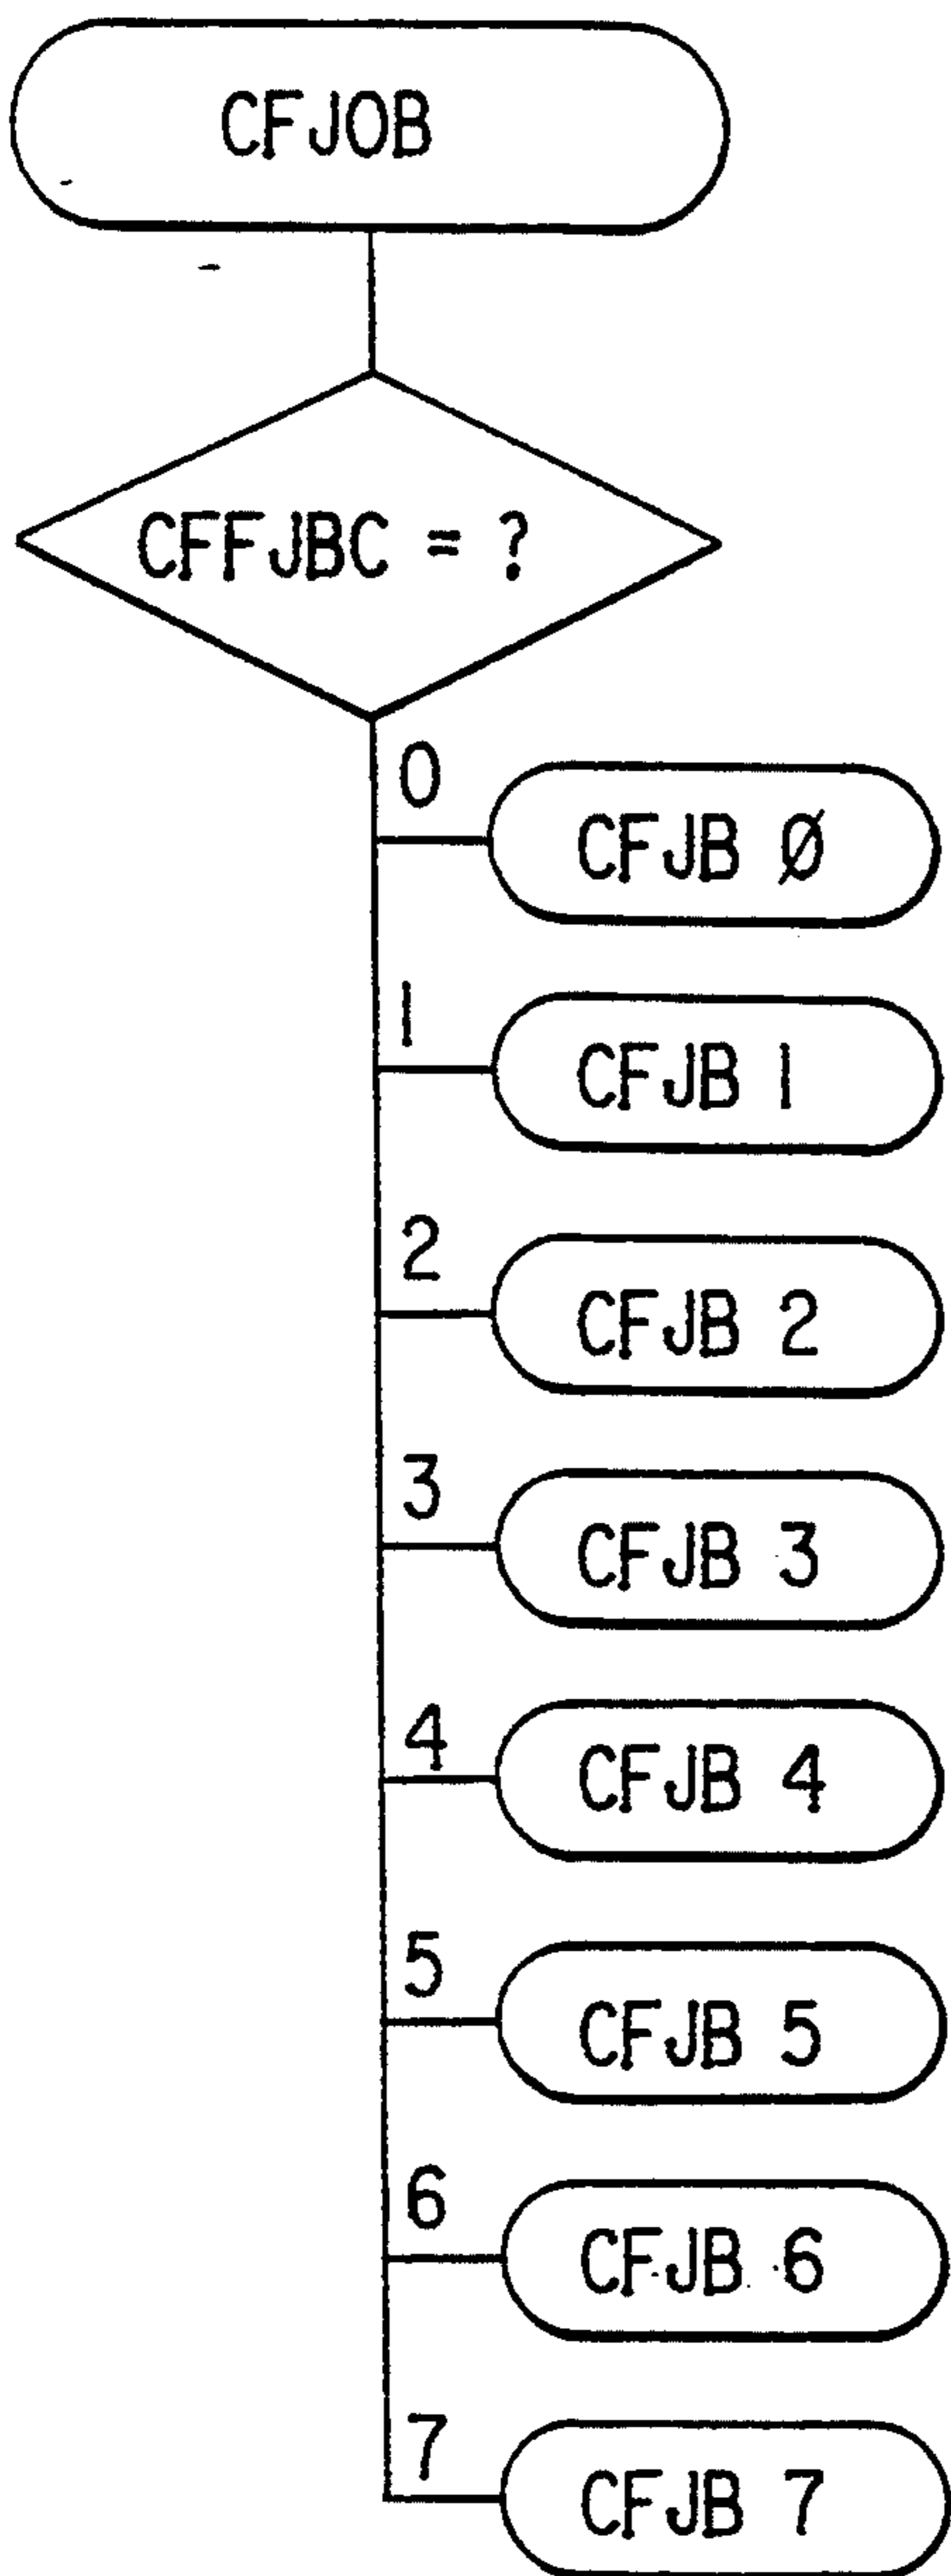 CFJOB
CFFJBC = ?
0
CFJB Ø
1
CFJB 1
2
CFJB 2
3
CFJB 3
4
CFJB 4
5
CFJB 5
6
CFJB 6
7
CFJB 7